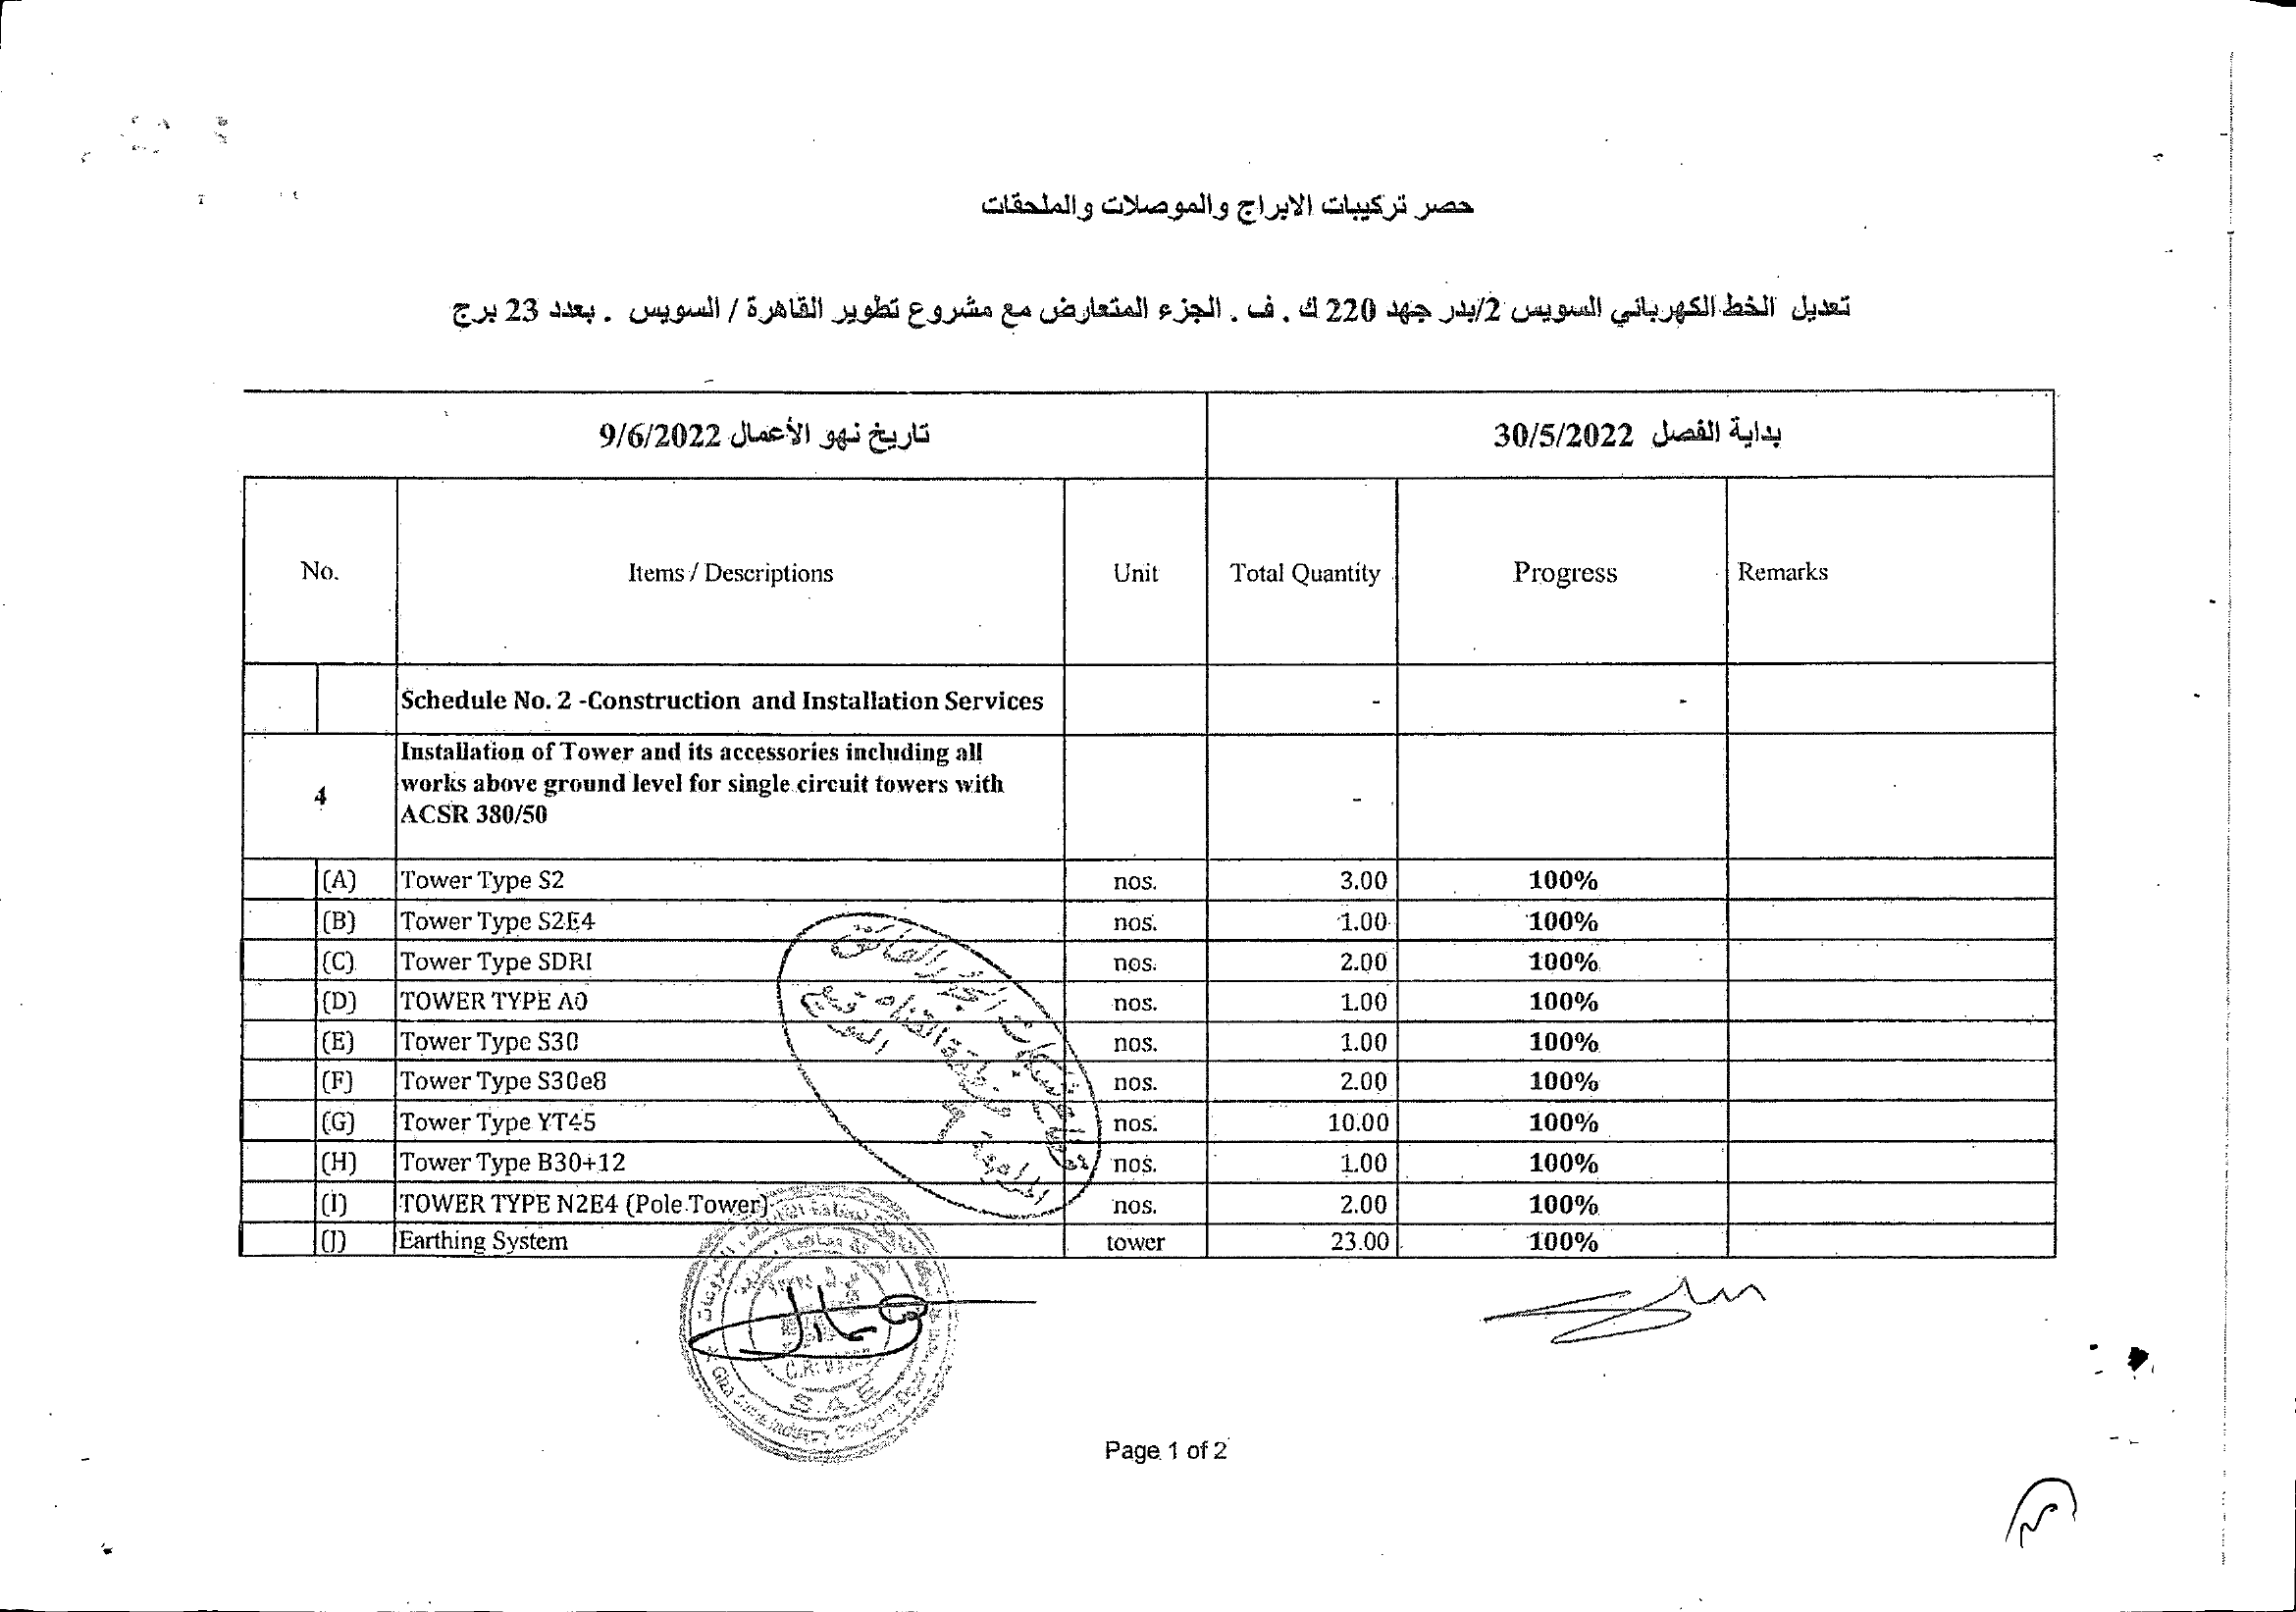 حصر تركيبات الابراج والموصلات والملحقات
تعديل الخط الكهربائي السويس 2/بدر جهد 220 ك . ف . الجزء المتعارض مع مشروع تطوير القاهرة / السويس . بعدد 23 برج
تاريخ نهو الأعمال 9/6/2022 بداية الفصل 30/5/2022
No. Items / Descriptions Unit Total Quantity Progress Remarks
Schedule No. 2 -Construction and Installation Services - -
4 Installation of Tower and its accessories including all
works above ground level for single circuit towers with
ACSR 380/50 -
(A) Tower Type S2 nos. 3.00 100%
(B) Tower Type S2E4 nos. 1.00 100%
(C) Tower Type SDRI nos. 2.00 100%
(D) TOWER TYPE A0 nos. 1.00 100%
(E) Tower Type S30 nos. 1.00 100%
(F) Tower Type S30e8 nos. 2.00 100%
(G) Tower Type YT45 nos. 10.00 100%
(H) Tower Type B30+12 nos. 1.00 100%
(I) TOWER TYPE N2E4 (Pole Tower) nos. 2.00 100%
(J) Earthing System tower 23.00 100%
S.A.E
Page 1 of 2